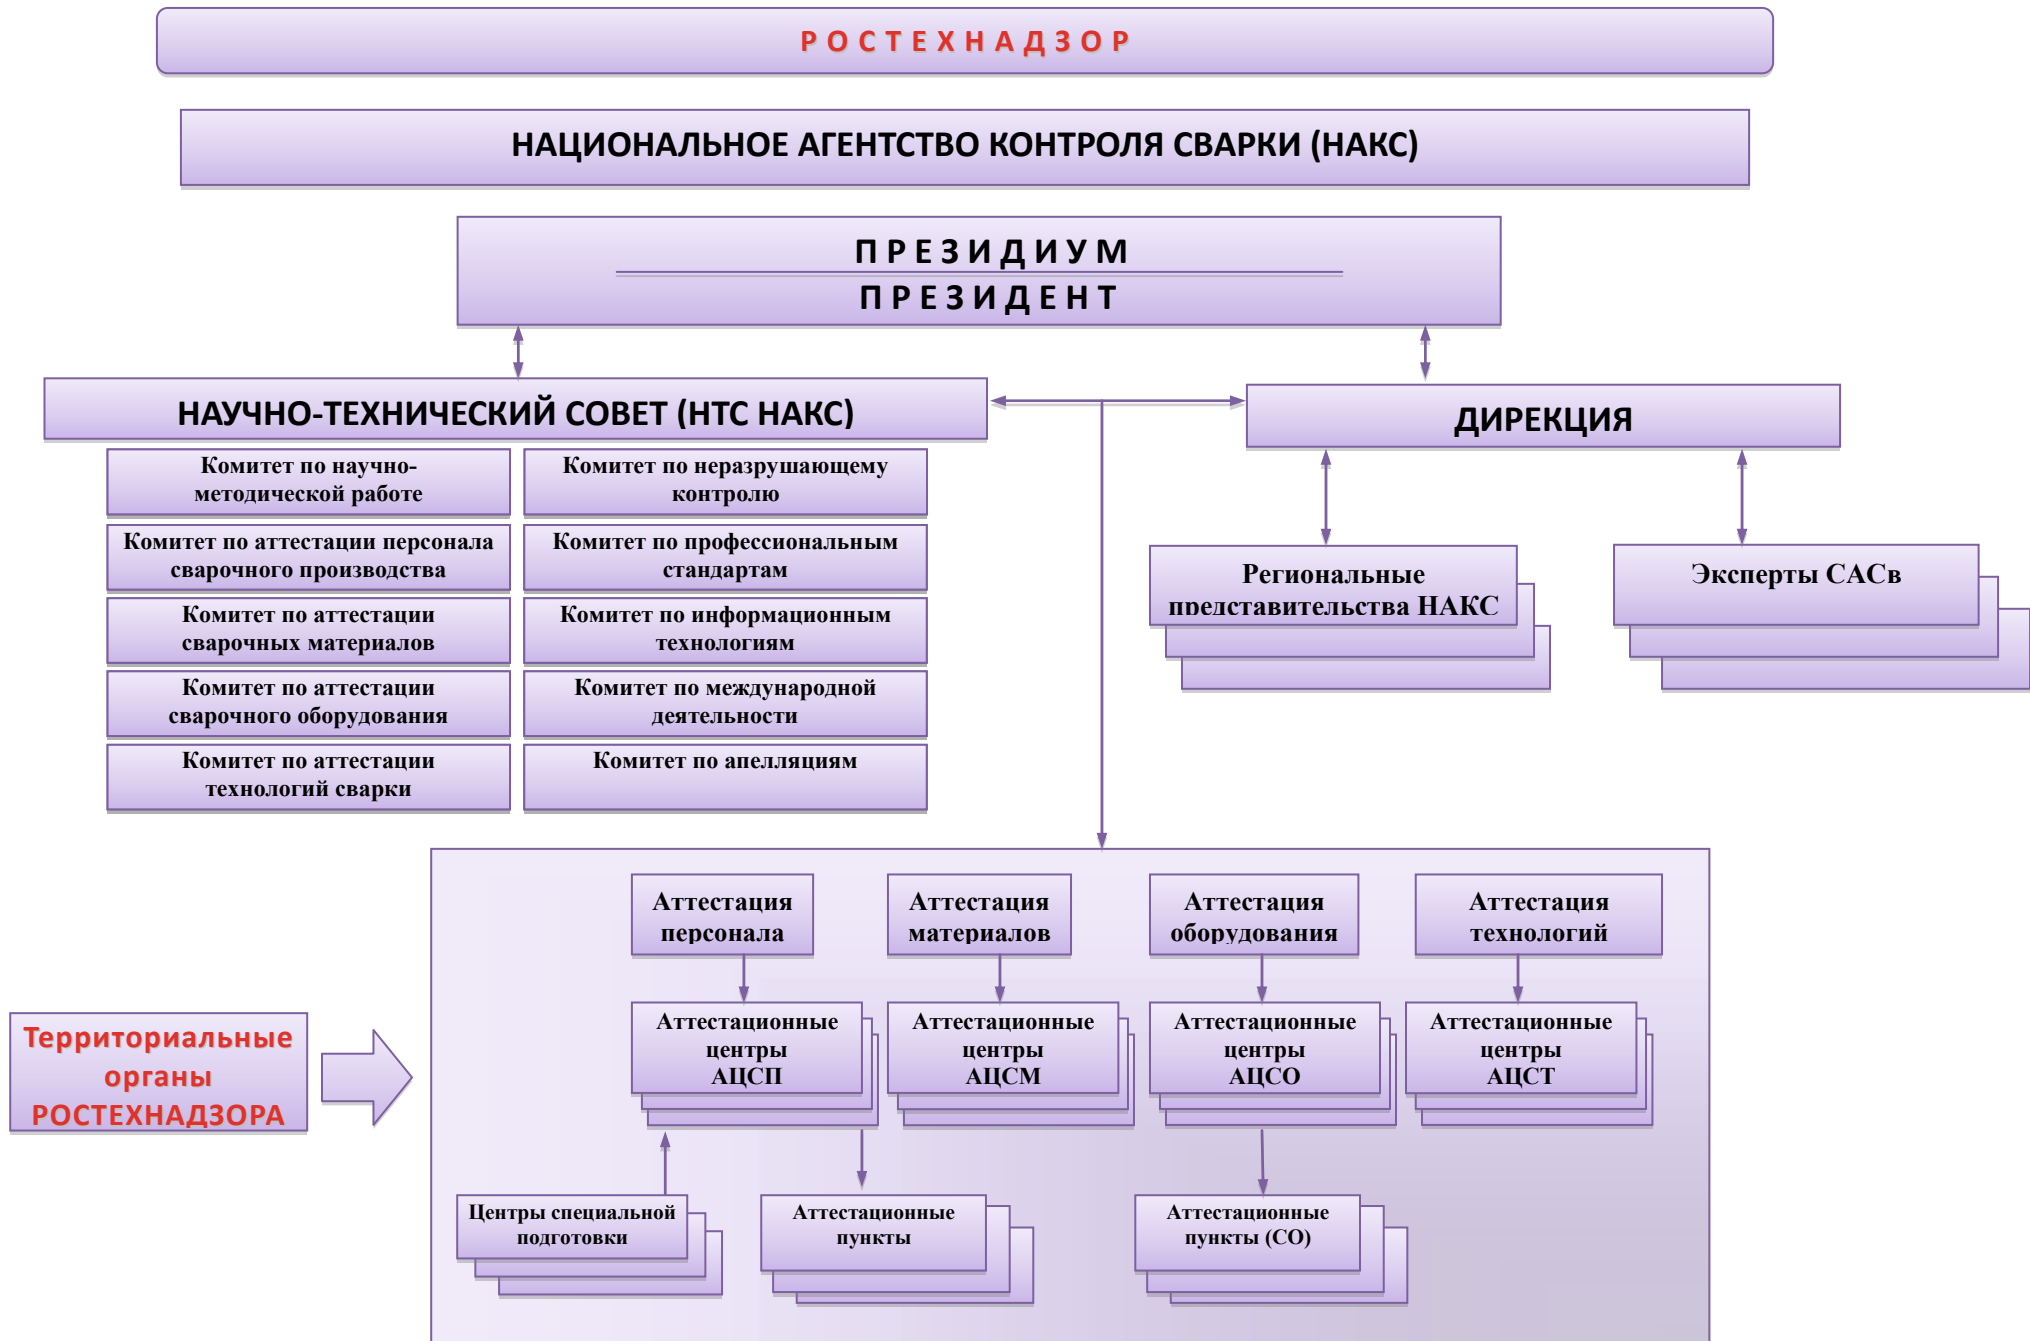 РОСТЕХНАДЗОР
НАЦИОНАЛЬНОЕ АГЕНТСТВО КОНТРОЛЯ СВАРКИ (НАКС)
ПРЕЗИДИУМ
ПРЕЗИДЕНТ
НАУЧНО-ТЕХНИЧЕСКИЙ СОВЕТ (НТС НАКС)
ДИРЕКЦИЯ
Комитет по научно-
методической работе
Комитет по неразрушающему
контролю
Комитет по аттестации персонала
сварочного производства
Комитет по профессиональным
стандартам
Комитет по аттестации
сварочных материалов
Комитет по информационным
технологиям
Комитет по аттестации
сварочного оборудования
Комитет по международной
деятельности
Комитет по аттестации
технологий сварки
Комитет по апелляциям
Региональные
представительства НАКС
Эксперты САСв
Аттестация
персонала
Аттестация
материалов
Аттестация
оборудования
Аттестация
технологий
Территориальные
органы
РОСТЕХНАДЗОРА
Аттестационные
центры
АЦСП
Аттестационные
центры
АЦСМ
Аттестационные
центры
АЦСО
Аттестационные
центры
АЦСТ
Центры специальной
подготовки
Аттестационные
пункты
Аттестационные
пункты (СО)